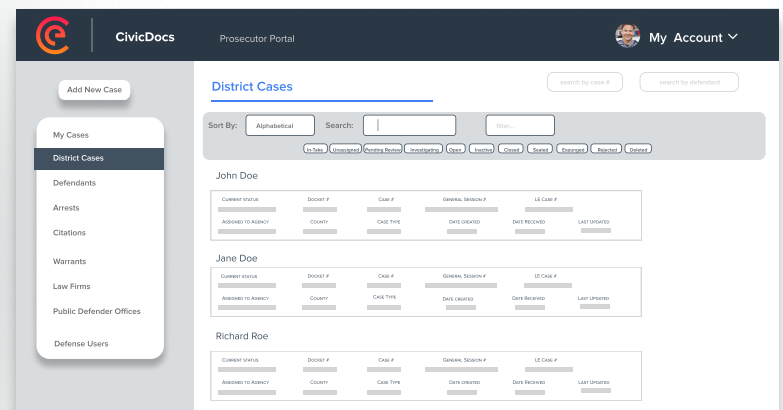 CivicDocs
Prosecutor Portal
My Account
Add New Case
My Cases
District Cases
Defendants
Arrests
Citations
Warrants
Law Firms
Public Defender Offices
Defense Users
District Cases
search by case #
search by defendant
Sort By:
Alphabetical
Search:
filter...
In-Take Unassigned Pending Review Investigating Open Inactive Closed Sealed Expunged Rejected Deleted
John Doe
Current status Docket # Case # General Session # LE Case #
Assigned to Agency County Case Type Date created Date Received Last Updated
Jane Doe
Current status Docket # Case # General Session # LE Case #
Assigned to Agency County Case Type Date created Date Received Last Updated
Richard Roe
Current status Docket # Case # General Session # LE Case #
Assigned to Agency County Case Type Date created Date Received Last Updated